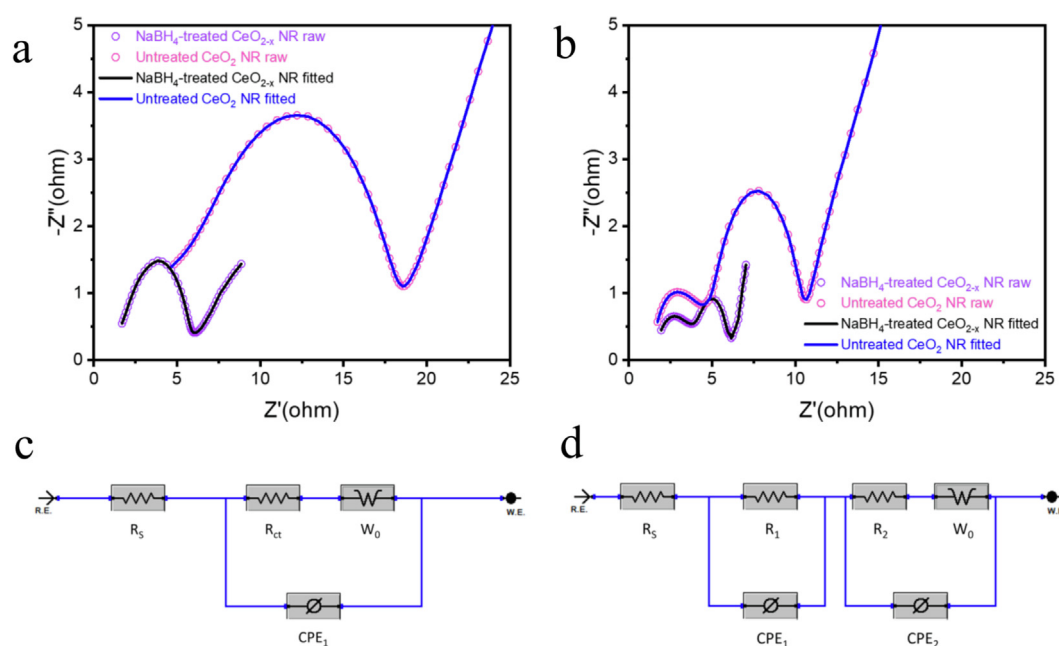 a
5
4
3
2
1
0
-Z"(ohm)
NaBH₄-treated CeO₂₋ₓ NR raw
Untreated CeO₂ NR raw
NaBH₄-treated CeO₂₋ₓ NR fitted
Untreated CeO₂ NR fitted
0 5 10 15 20 25
Z'(ohm)
b
5
4
3
2
1
0
-Z"(ohm)
NaBH₄-treated CeO₂₋ₓ NR raw
Untreated CeO₂ NR raw
NaBH₄-treated CeO₂₋ₓ NR fitted
Untreated CeO₂ NR fitted
0 5 10 15 20 25
Z'(ohm)
c
R.E.
W.E.
R_S R_ct W₀
CPE₁
d
R.E.
R_S R₁ R₂ W₀
CPE₁ CPE₂